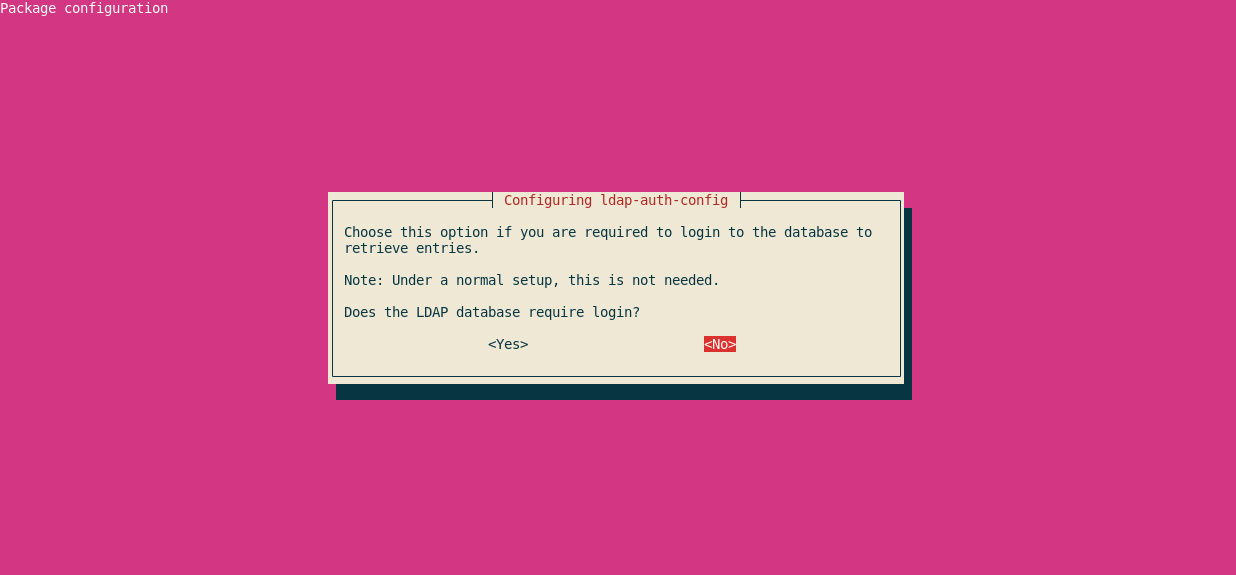 Package configuration
Configuring ldap-auth-config
Choose this option if you are required to login to the database to
retrieve entries.
Note: Under a normal setup, this is not needed.
Does the LDAP database require login?
<Yes> <No>